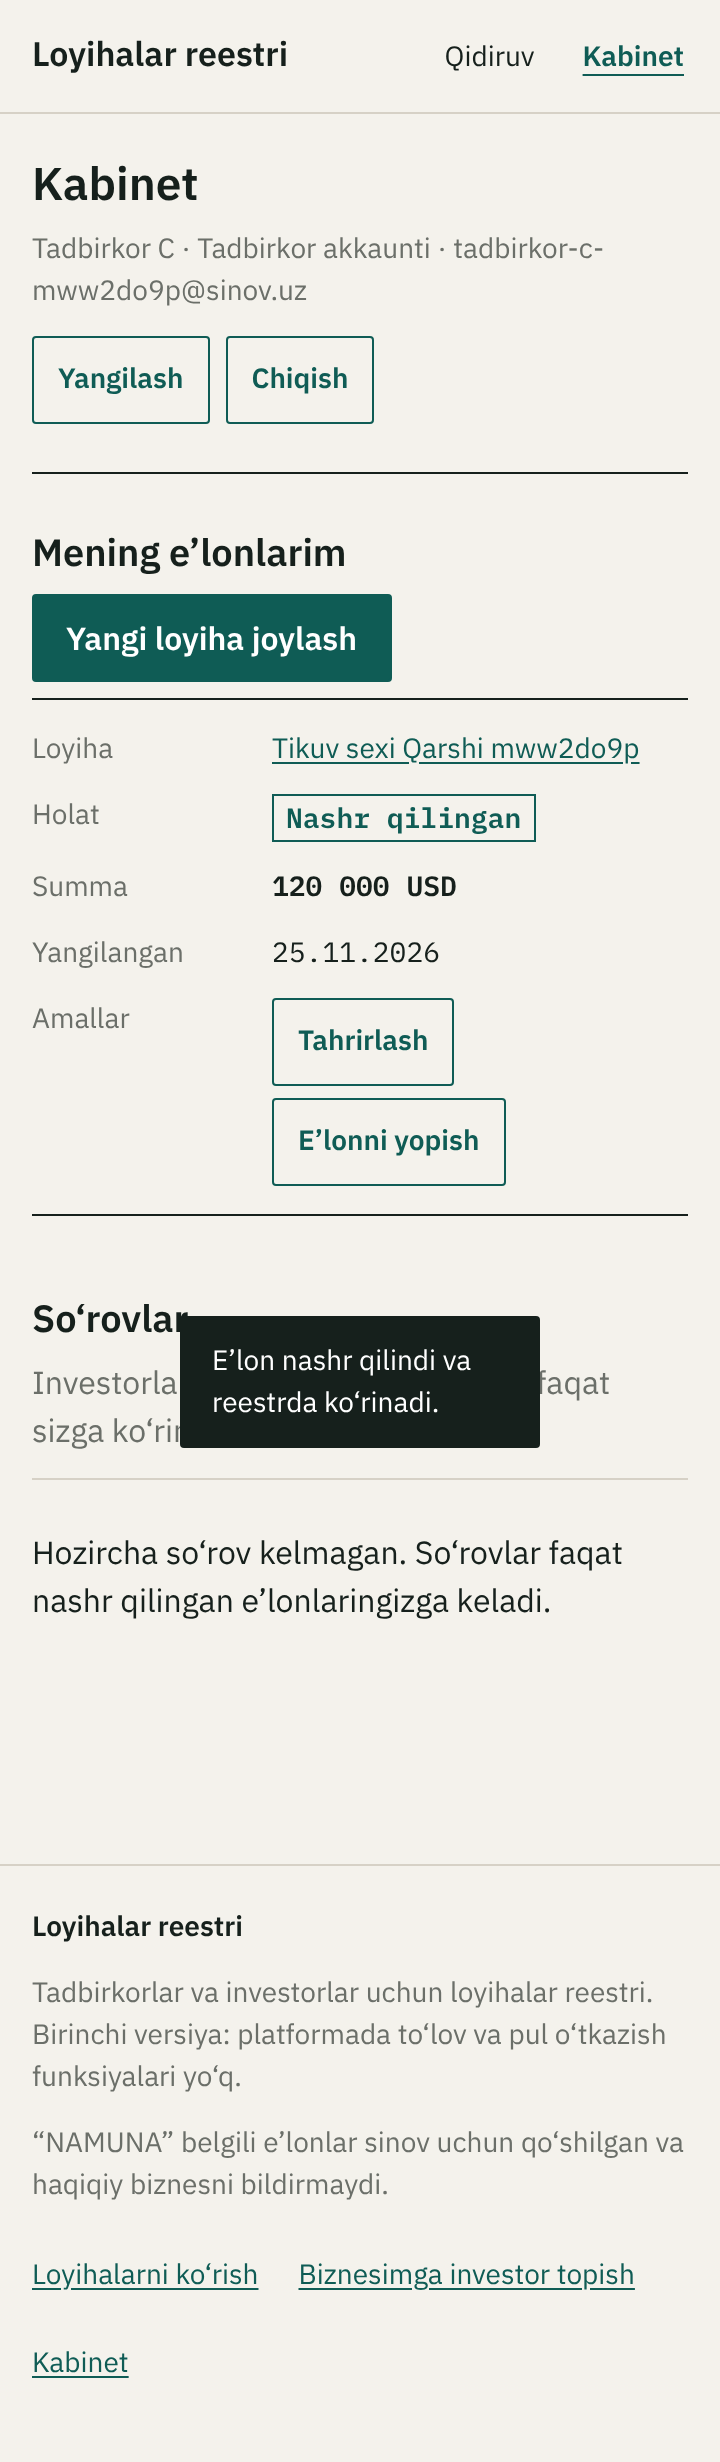 Loyihalar reestri
Qidiruv
Kabinet
Kabinet
Tadbirkor C · Tadbirkor akkaunti · tadbirkor-c-
mww2do9p@sinov.uz
Yangilash
Chiqish
Mening e’lonlarim
Yangi loyiha joylash
Loyiha
Tikuv sexi Qarshi mww2do9p
Holat
Nashr qilingan
Summa
120 000 USD
Yangilangan
25.11.2026
Amallar
Tahrirlash
E’lonni yopish
So‘rovlar
E’lon nashr qilindi va
reestrda ko‘rinadi.
faqat
sizga
Hozircha so‘rov kelmagan. So‘rovlar faqat
nashr qilingan e’lonlaringizga keladi.
Loyihalar reestri
Tadbirkorlar va investorlar uchun loyihalar reestri.
Birinchi versiya: platformada to‘lov va pul o‘tkazish
funksiyalari yo‘q.
“NAMUNA” belgili e’lonlar sinov uchun qo‘shilgan va
haqiqiy biznesni bildirmaydi.
Loyihalarni ko‘rish
Biznesimga investor topish
Kabinet